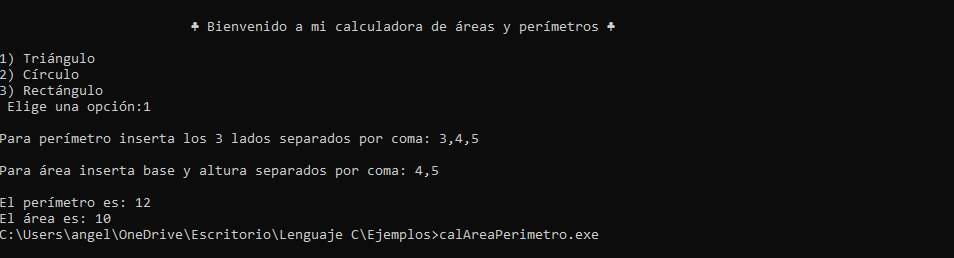 ♣ Bienvenido a mi calculadora de áreas y perímetros ♣
1) Triángulo
2) Círculo
3) Rectángulo
Elige una opción:1
Para perímetro inserta los 3 lados separados por coma: 3,4,5
Para área inserta base y altura separados por coma: 4,5
El perímetro es: 12
El área es: 10
C:\Users\angel\OneDrive\Escritorio\Lenguaje C\Ejemplos>calAreaPerimetro.exe